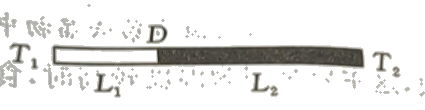 D
T₁ T₂
L₁ L₂